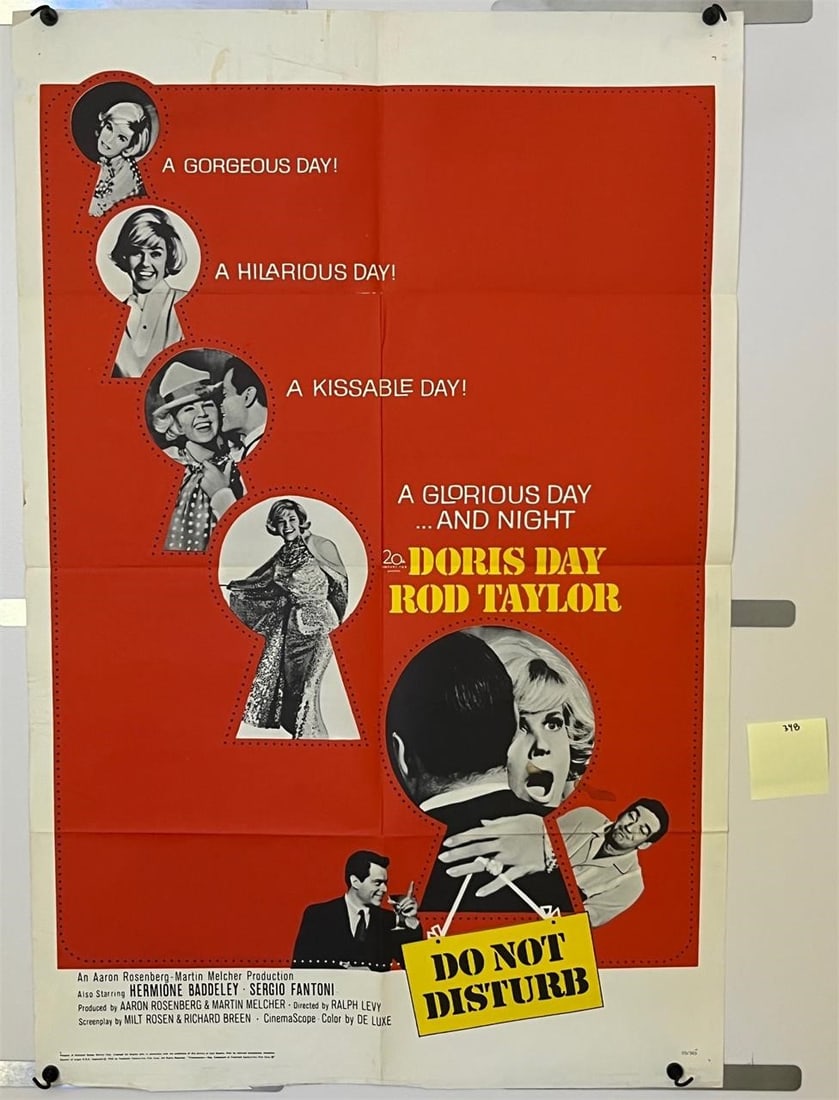 A GORGEOUS DAY!
A HILARIOUS DAY!
A KISSABLE DAY!
A GLORIOUS DAY
...AND NIGHT
20th
DORIS DAY
ROD TAYLOR
398
DO NOT
DISTURB
An Aaron Rosenberg-Martin Melcher Production
Also Starring HERMIONE BADDELEY · SERGIO FANTONI
Produced by AARON ROSENBERG & MARTIN MELCHER · Directed by RALPH LEVY
Screenplay by MILT ROSEN & RICHARD BREEN · CinemaScope · Color by DE LUXE